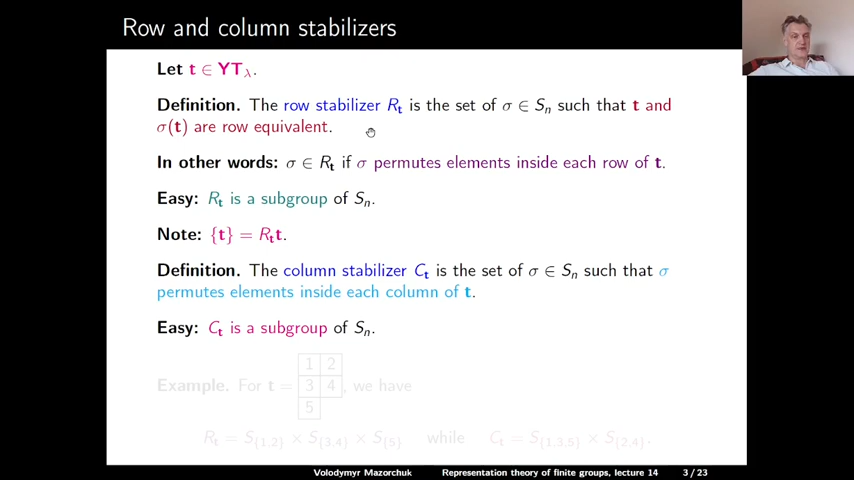 Row and column stabilizers
Let t ∈ YT_λ.
Definition. The row stabilizer R_t is the set of σ ∈ S_n such that t and
σ(t) are row equivalent.
In other words: σ ∈ R_t if σ permutes elements inside each row of t.
Easy: R_t is a subgroup of S_n.
Note: {t} = R_t t.
Definition. The column stabilizer C_t is the set of σ ∈ S_n such that σ
permutes elements inside each column of t.
Easy: C_t is a subgroup of S_n.
1 2
Example. For t = 3 4 , we have
5
R_t = S_{1,2} × S_{3,4} × S_{5} while C_t = S_{1,3,5} × S_{2,4}.
Volodymyr Mazorchuk Representation theory of finite groups, lecture 14 3 / 23